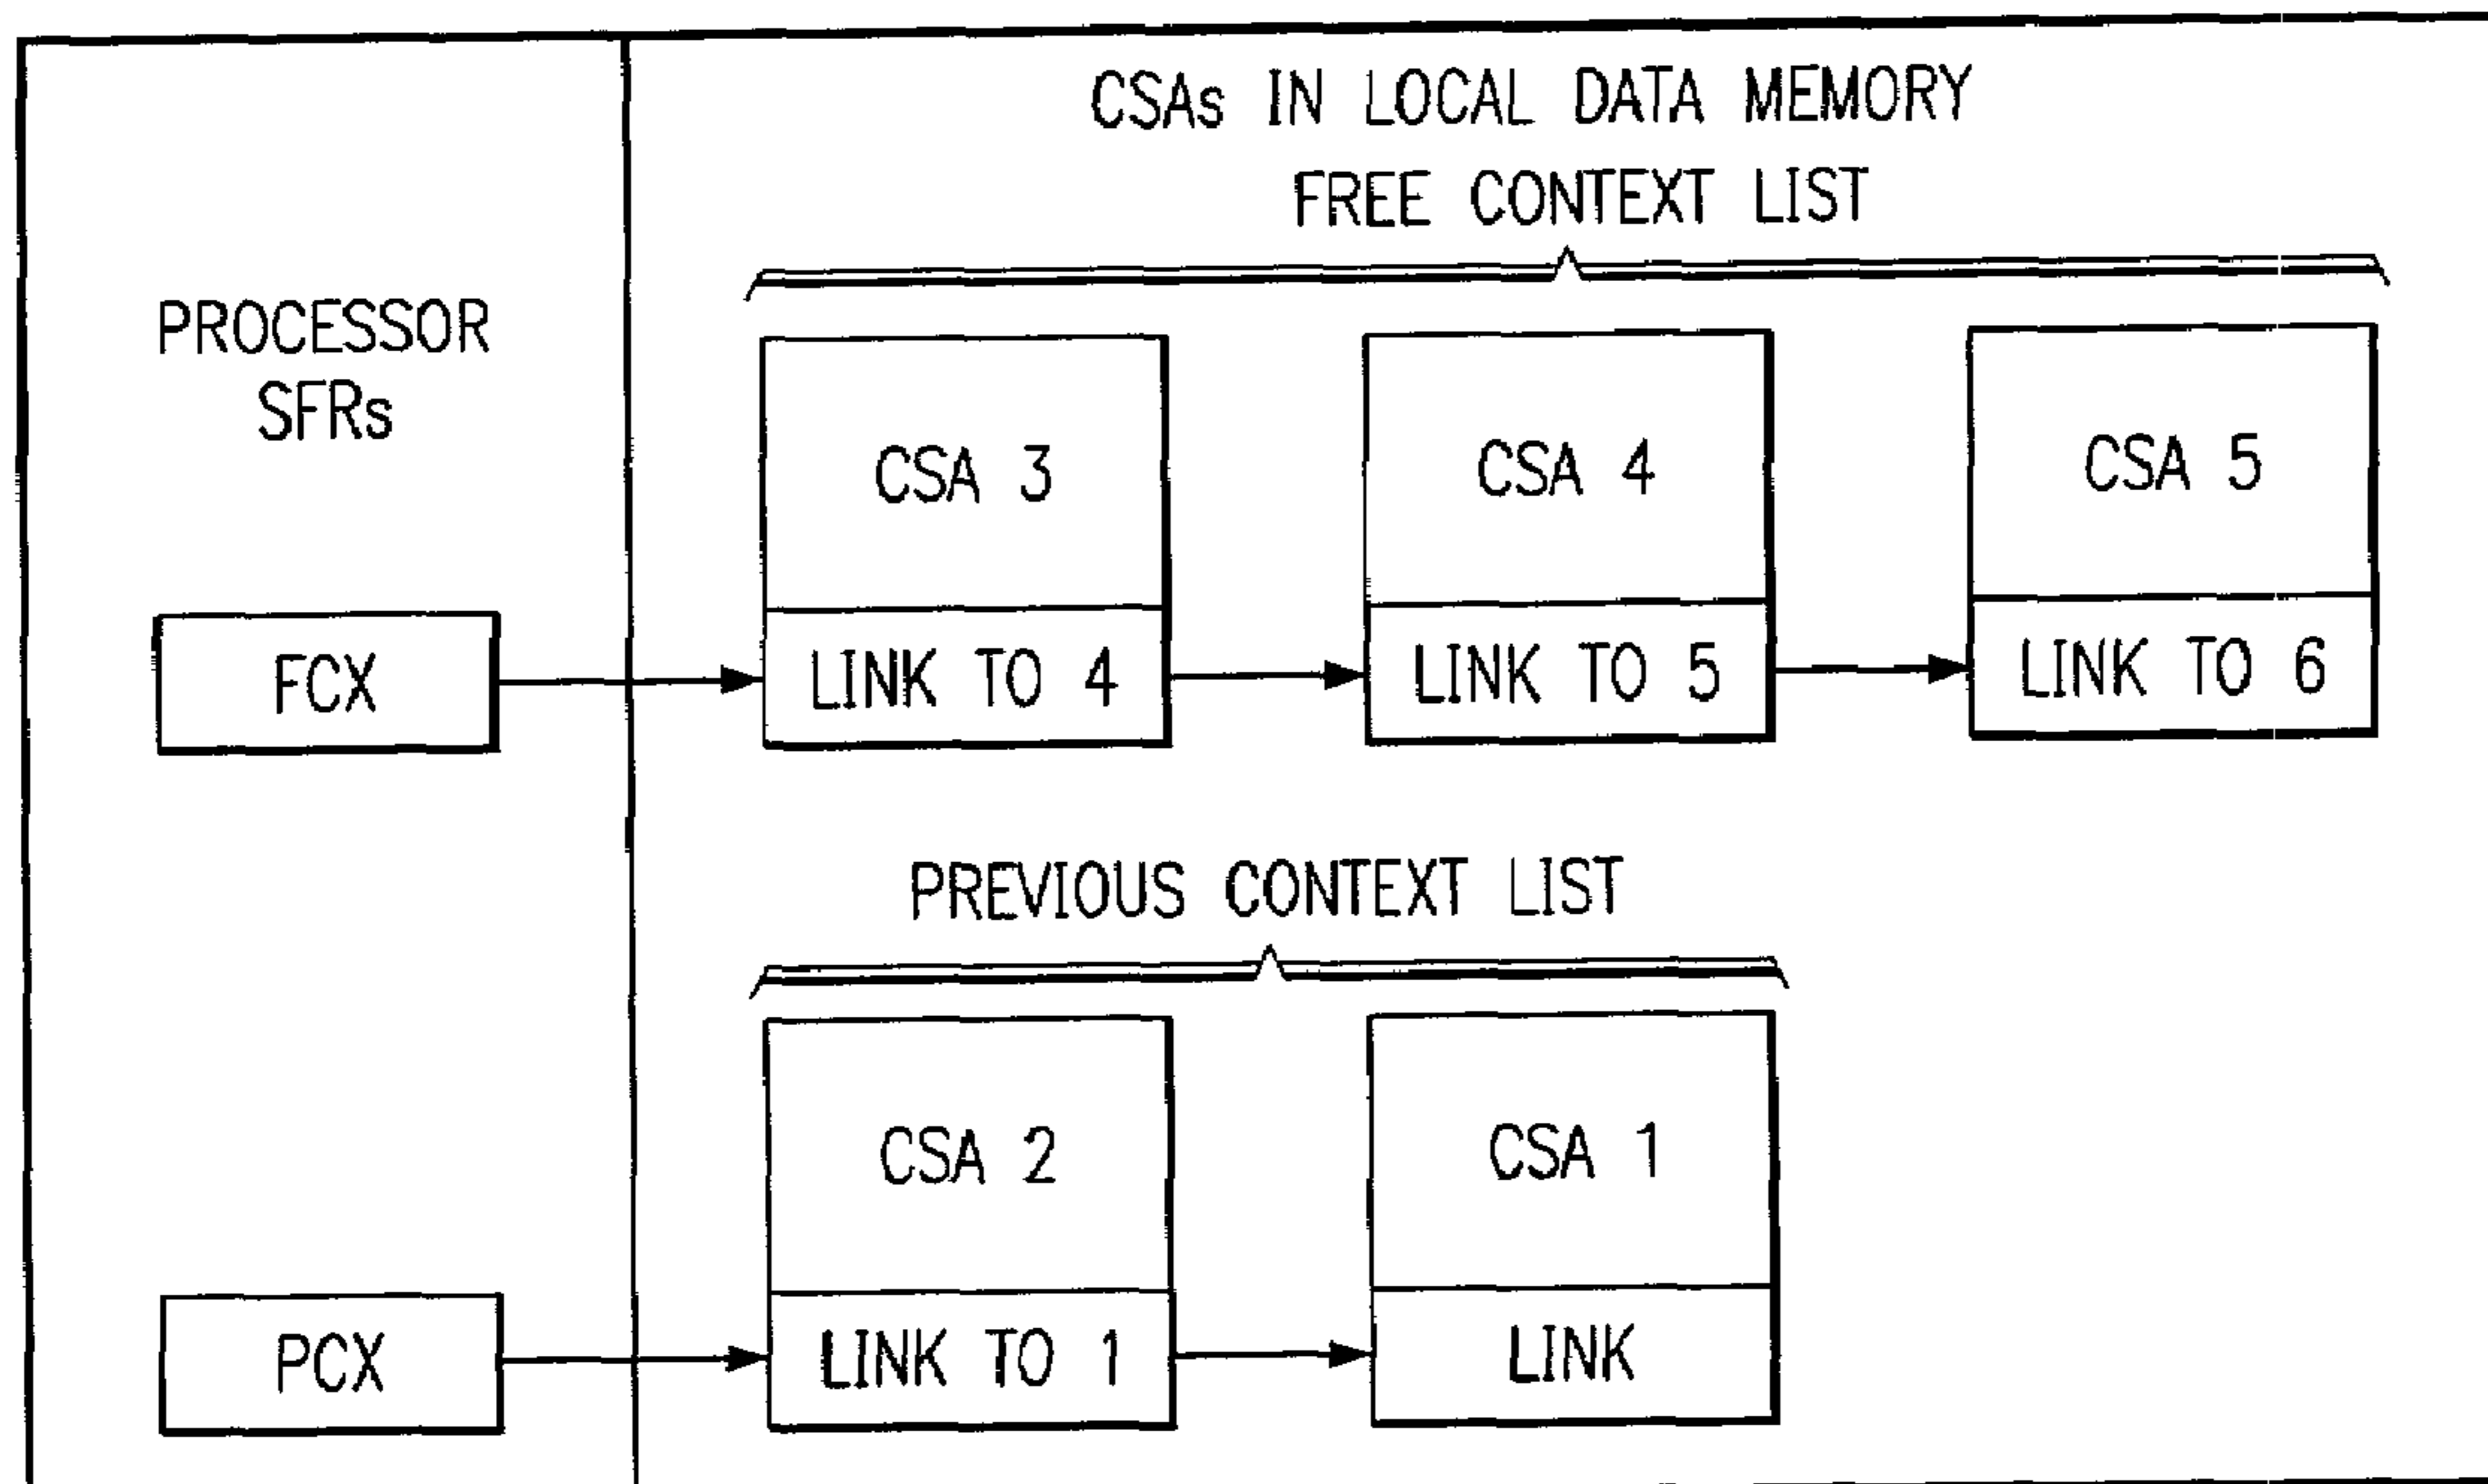 CSAs IN LOCAL DATA MEMORY
FREE CONTEXT LIST
PROCESSOR
SFRs
CSA 3
CSA 4
CSA 5
FCX
LINK TO 4
LINK TO 5
LINK TO 6
PREVIOUS CONTEXT LIST
CSA 2
CSA 1
PCX
LINK TO 1
LINK